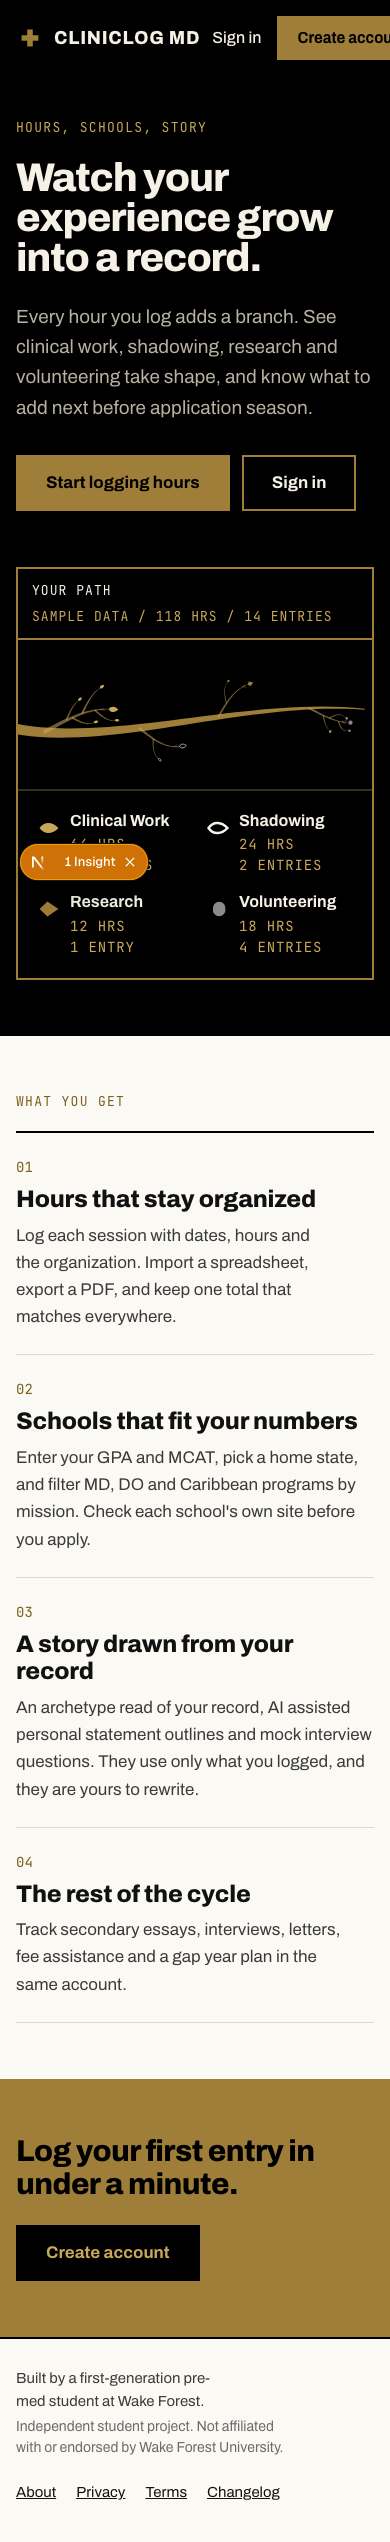 CLINICLOG MD Sign in Create accou
HOURS, SCHOOLS, STORY
Watch your
experience grow
into a record.
Every hour you log adds a branch. See
clinical work, shadowing, research and
volunteering take shape, and know what to
add next before application season.
Start logging hours Sign in
YOUR PATH
SAMPLE DATA / 118 HRS / 14 ENTRIES
Clinical Work
Shadowing
24 HRS
2 ENTRIES
N 1 Insight
Research
12 HRS
1 ENTRY
Volunteering
18 HRS
4 ENTRIES
WHAT YOU GET
01
Hours that stay organized
Log each session with dates, hours and
the organization. Import a spreadsheet,
export a PDF, and keep one total that
matches everywhere.
02
Schools that fit your numbers
Enter your GPA and MCAT, pick a home state,
and filter MD, DO and Caribbean programs by
mission. Check each school's own site before
you apply.
03
A story drawn from your
record
An archetype read of your record, AI assisted
personal statement outlines and mock interview
questions. They use only what you logged, and
they are yours to rewrite.
04
The rest of the cycle
Track secondary essays, interviews, letters,
fee assistance and a gap year plan in the
same account.
Log your first entry in
under a minute.
Create account
Built by a first-generation pre-
med student at Wake Forest.
Independent student project. Not affiliated
with or endorsed by Wake Forest University.
About Privacy Terms Changelog